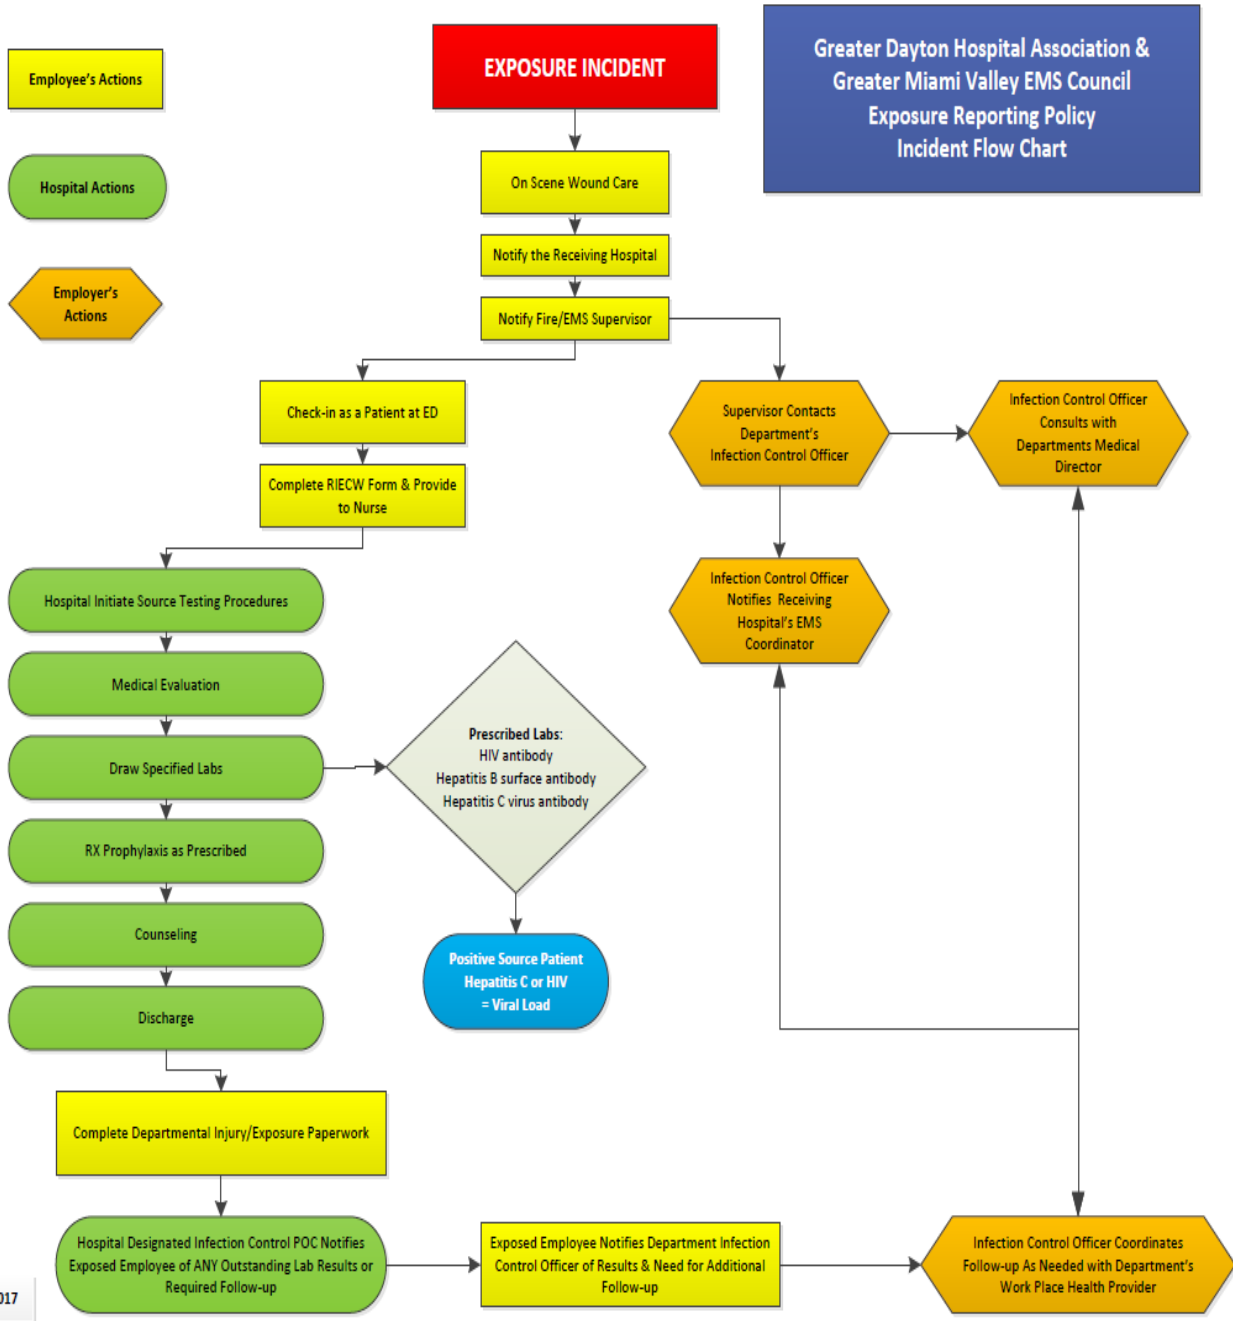 Employee's Actions
EXPOSURE INCIDENT
Greater Dayton Hospital Association &
Greater Miami Valley EMS Council
Exposure Reporting Policy
Incident Flow Chart
Hospital Actions
Employer's
Actions
On Scene Wound Care
Notify the Receiving Hospital
Notify Fire/EMS Supervisor
Check-in as a Patient at ED
Supervisor Contacts
Department's
Infection Control Officer
Infection Control Officer
Consults with
Departments Medical
Director
Complete RIECW Form & Provide
to Nurse
Infection Control Officer
Notifies Receiving
Hospital's EMS
Coordinator
Hospital Initiate Source Testing Procedures
Medical Evaluation
Draw Specified Labs
Prescribed Labs:
HIV antibody
Hepatitis B surface antibody
Hepatitis C virus antibody
RX Prophylaxis as Prescribed
Counseling
Positive Source Patient
Hepatitis C or HIV
= Viral Load
Discharge
Complete Departmental Injury/Exposure Paperwork
Hospital Designated Infection Control POC Notifies
Exposed Employee of ANY Outstanding Lab Results or
Required Follow-up
Exposed Employee Notifies Department Infection
Control Officer of Results & Need for Additional
Follow-up
Infection Control Officer Coordinates
Follow-up As Needed with Department's
Work Place Health Provider
017